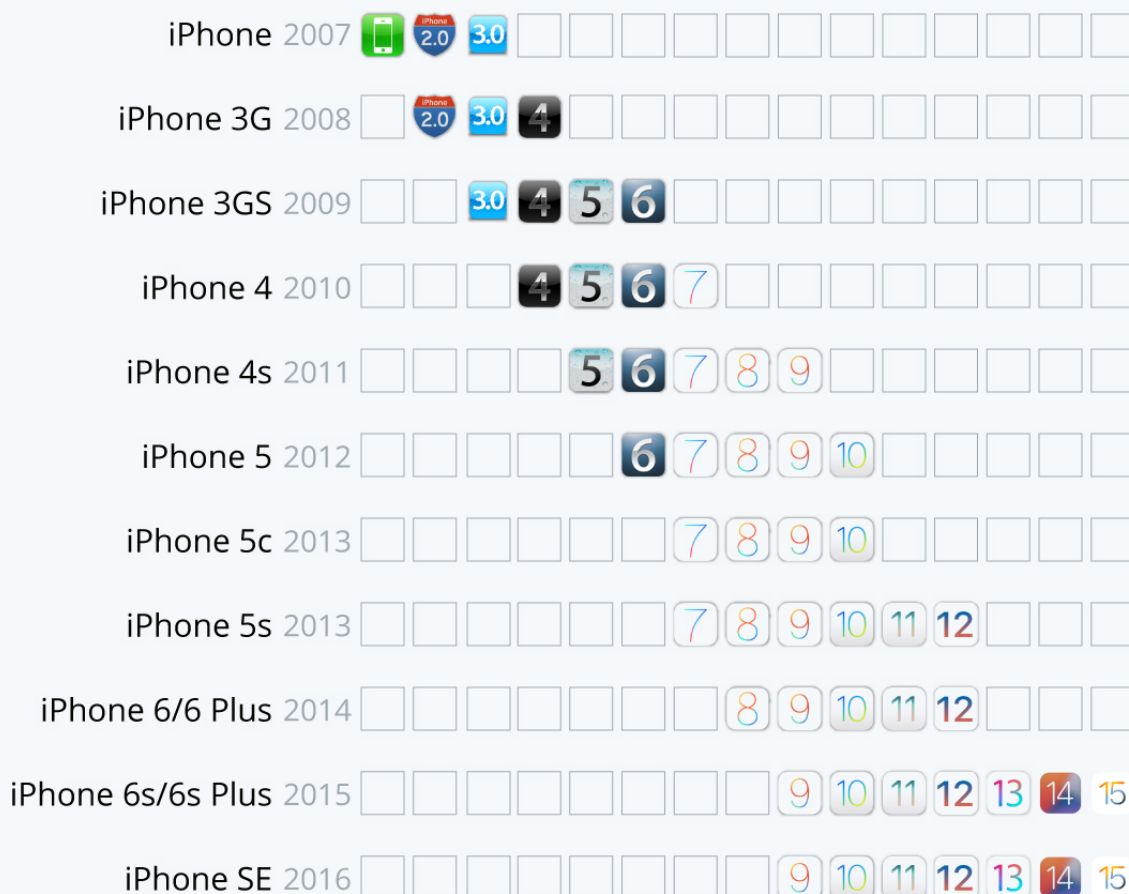 iPhone 2007 iPhone 2.0 3.0
iPhone 3G 2008 iPhone 2.0 3.0 4
iPhone 3GS 2009 3.0 4 5 6
iPhone 4 2010 4 5 6 7
iPhone 4s 2011 5 6 7 8 9
iPhone 5 2012 6 7 8 9 10
iPhone 5c 2013 7 8 9 10
iPhone 5s 2013 7 8 9 10 11 12
iPhone 6/6 Plus 2014 8 9 10 11 12
iPhone 6s/6s Plus 2015 9 10 11 12 13 14 15
iPhone SE 2016 9 10 11 12 13 14 15